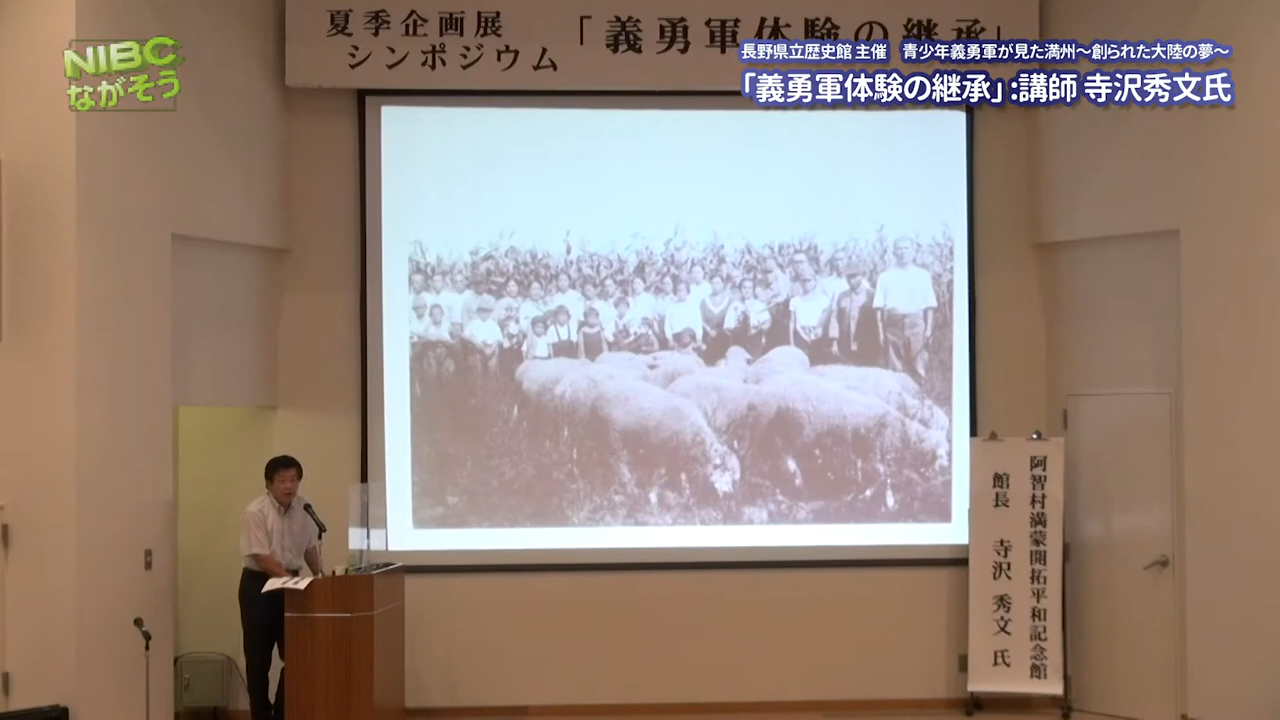 夏季企画展
シンポジウム
「義勇軍体験の継承」
長野県立歴史館 主催　青少年義勇軍が見た満州～創られた大陸の夢～
「義勇軍体験の継承」:講師 寺沢秀文氏
NIBC
ながそう
阿智村満蒙開拓平和記念館
館長　寺沢 秀文 氏